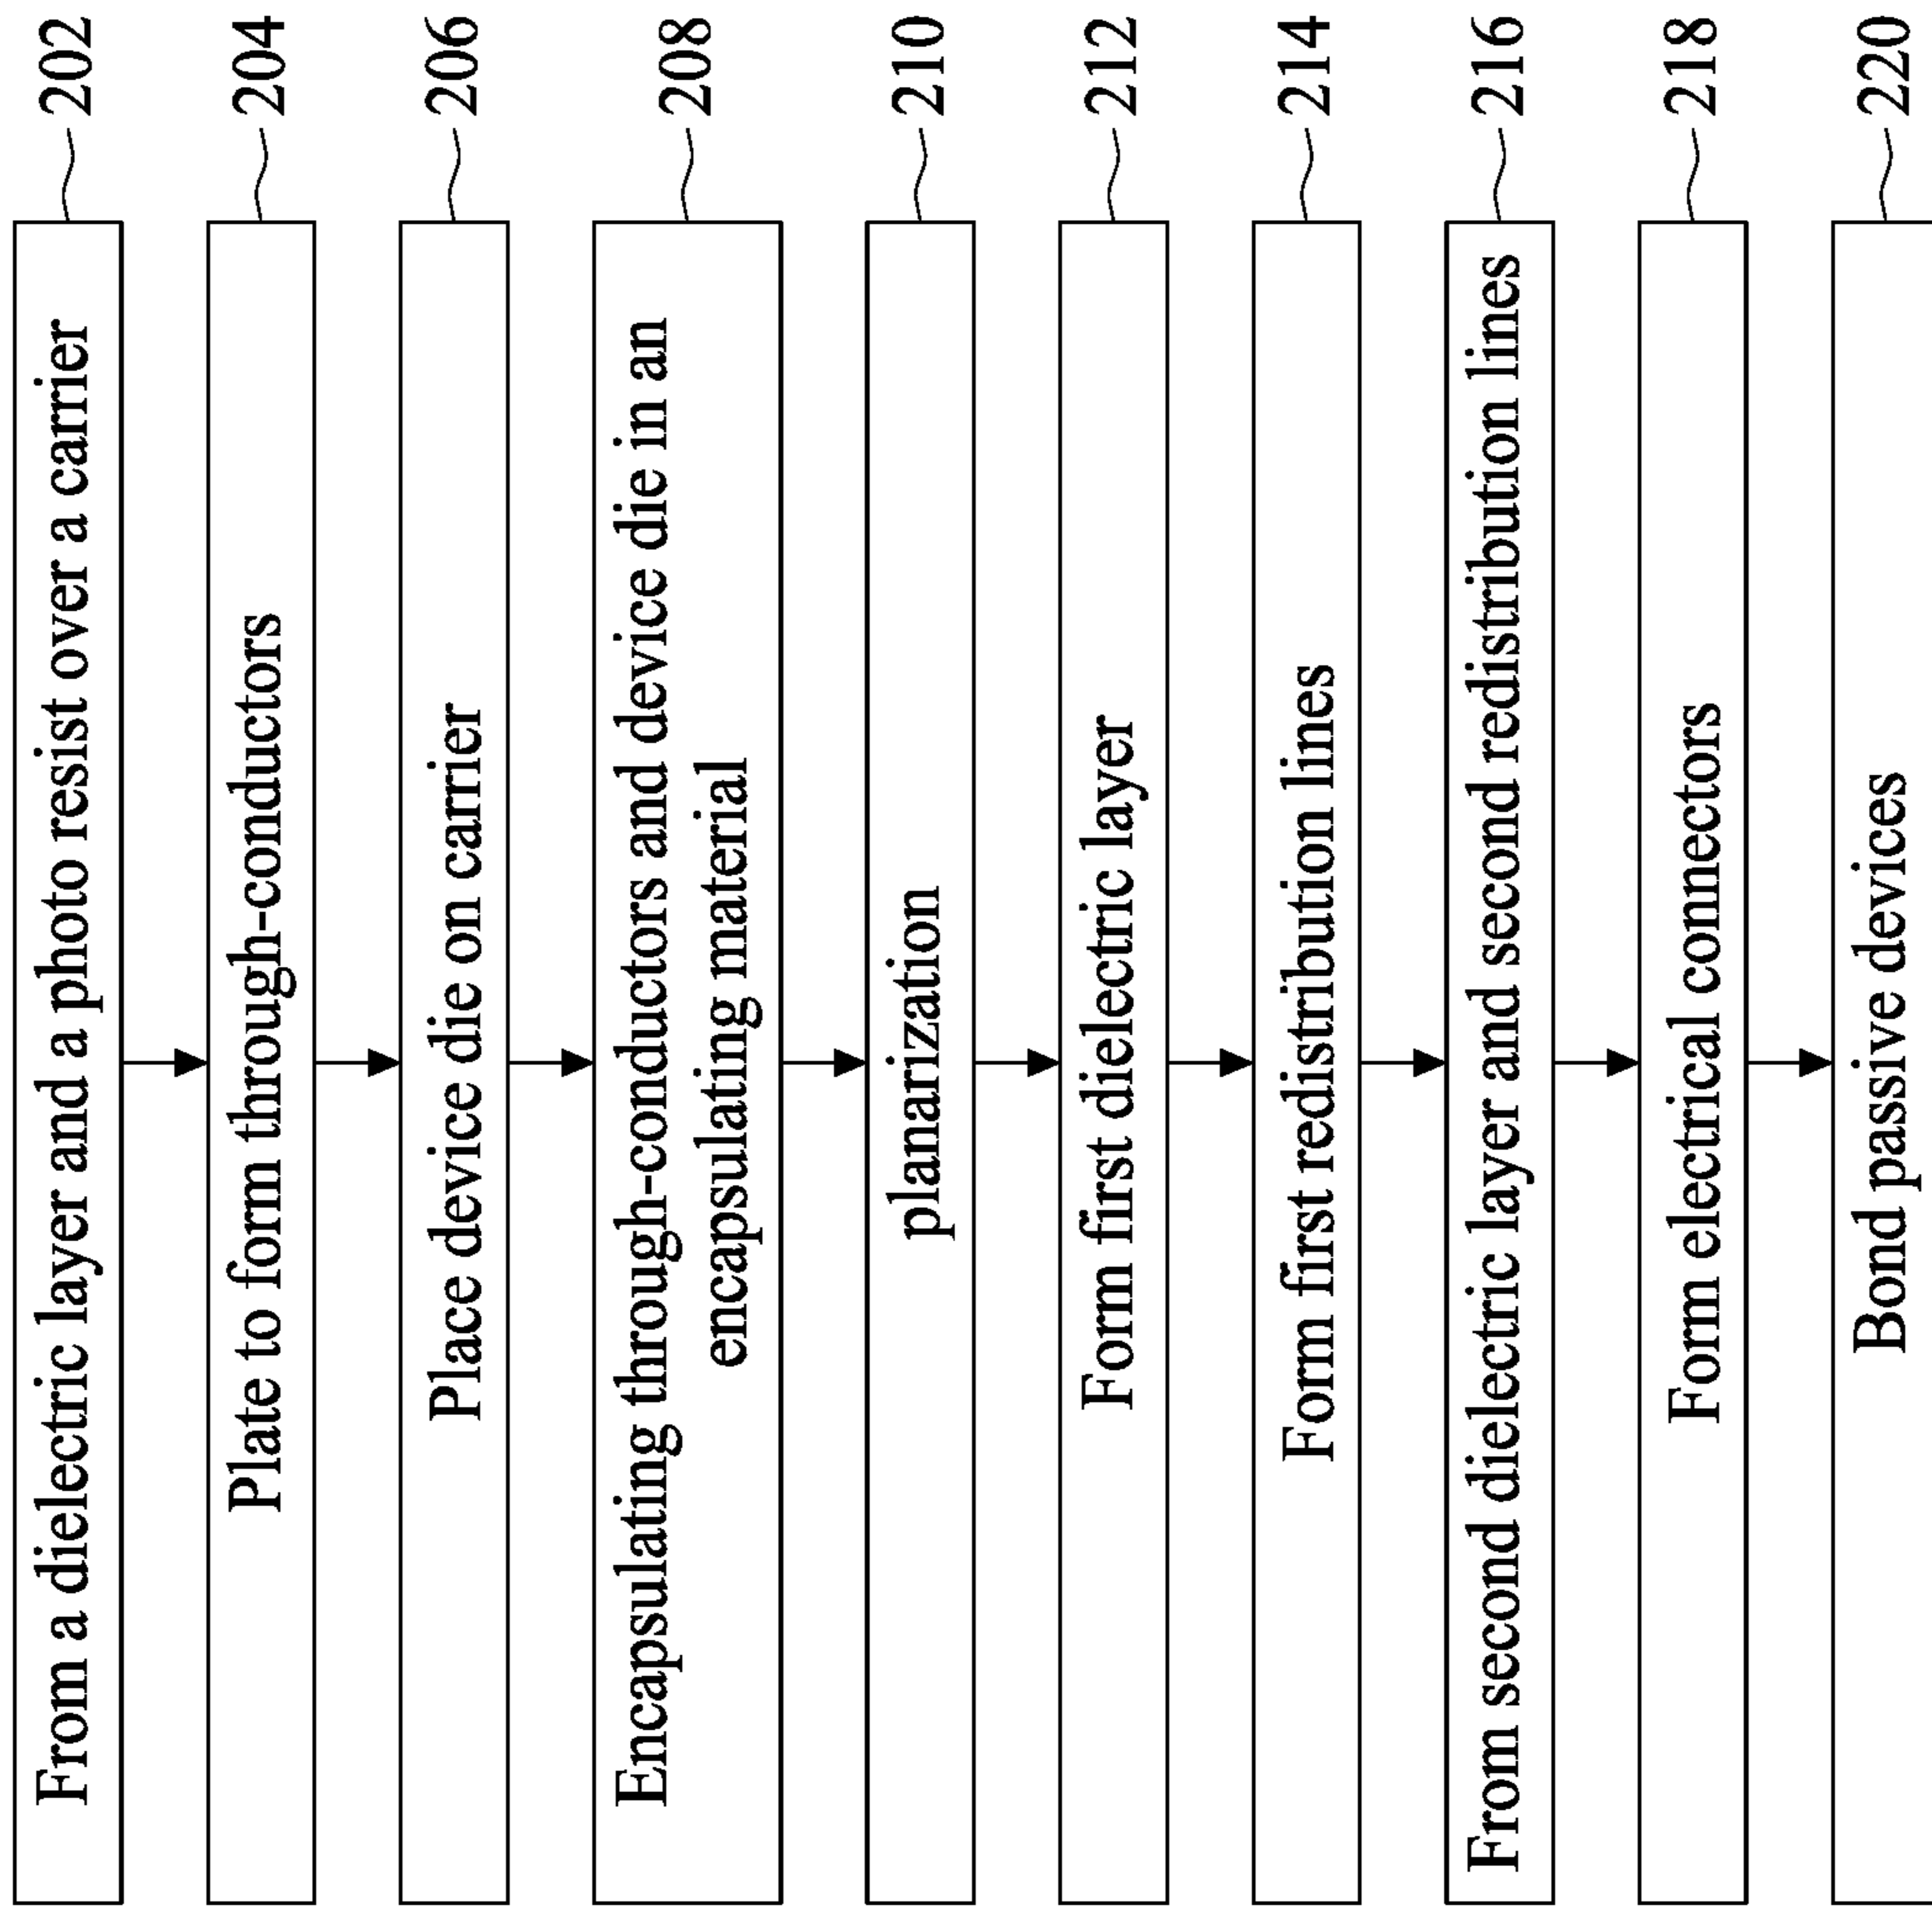 From a dielectric layer and a photo resist over a carrier
202
Plate to form through-conductors
204
Place device die on carrier
206
Encapsulating through-conductors and device die in an
encapsulating material
208
planarization
210
Form first dielectric layer
212
Form first redistribution lines
214
From second dielectric layer and second redistribution lines
216
Form electrical connectors
218
Bond passive devices
220